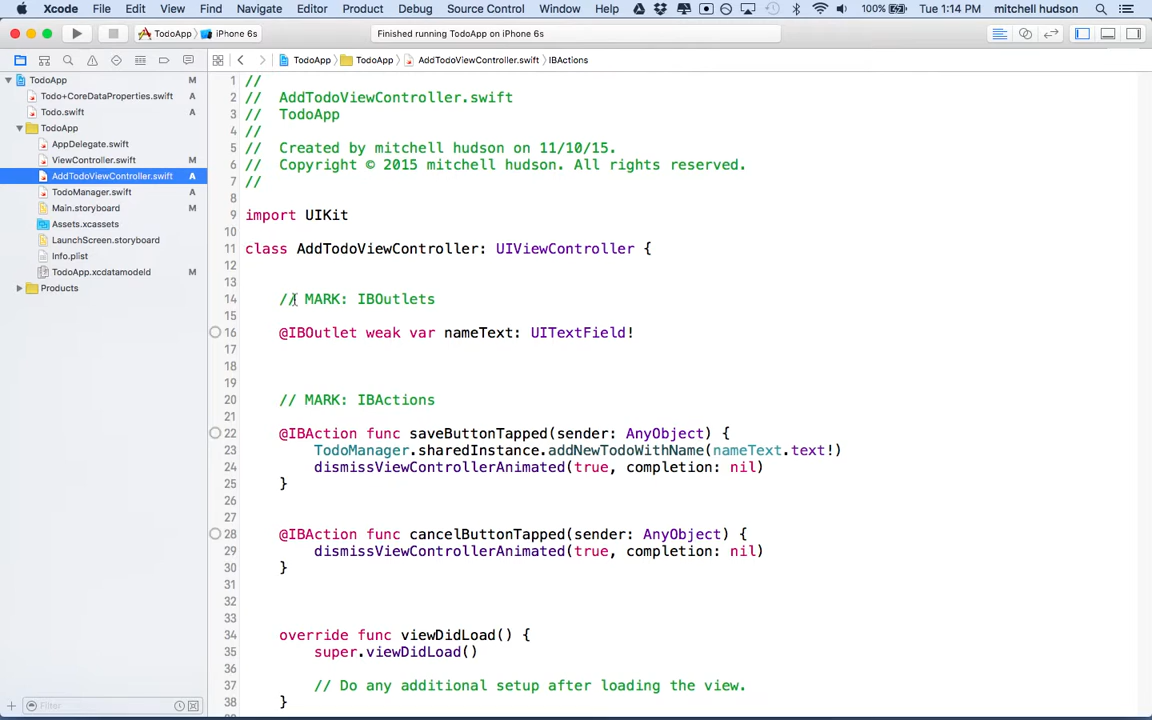 Xcode File Edit View Find Navigate Editor Product Debug Source Control Window Help 100% Tue 1:14 PM mitchell hudson
TodoApp iPhone 6s Finished running TodoApp on iPhone 6s
TodoApp TodoApp AddTodoViewController.swift IBActions
TodoApp M
Todo+CoreDataProperties.swift A
Todo.swift A
TodoApp
AppDelegate.swift
ViewController.swift M
AddTodoViewController.swift A
TodoManager.swift A
Main.storyboard M
Assets.xcassets
LaunchScreen.storyboard
Info.plist
TodoApp.xcdatamodeld M
Products
Filter
1 //
2 // AddTodoViewController.swift
3 // TodoApp
4 //
5 // Created by mitchell hudson on 11/10/15.
6 // Copyright © 2015 mitchell hudson. All rights reserved.
7 //
8
9 import UIKit
10
11 class AddTodoViewController: UIViewController {
12
13
14 // MARK: IBOutlets
15
16 @IBOutlet weak var nameText: UITextField!
17
18
19
20 // MARK: IBActions
21
22 @IBAction func saveButtonTapped(sender: AnyObject) {
23 TodoManager.sharedInstance.addNewTodoWithName(nameText.text!)
24 dismissViewControllerAnimated(true, completion: nil)
25 }
26
27
28 @IBAction func cancelButtonTapped(sender: AnyObject) {
29 dismissViewControllerAnimated(true, completion: nil)
30 }
31
32
33
34 override func viewDidLoad() {
35 super.viewDidLoad()
36
37 // Do any additional setup after loading the view.
38 }